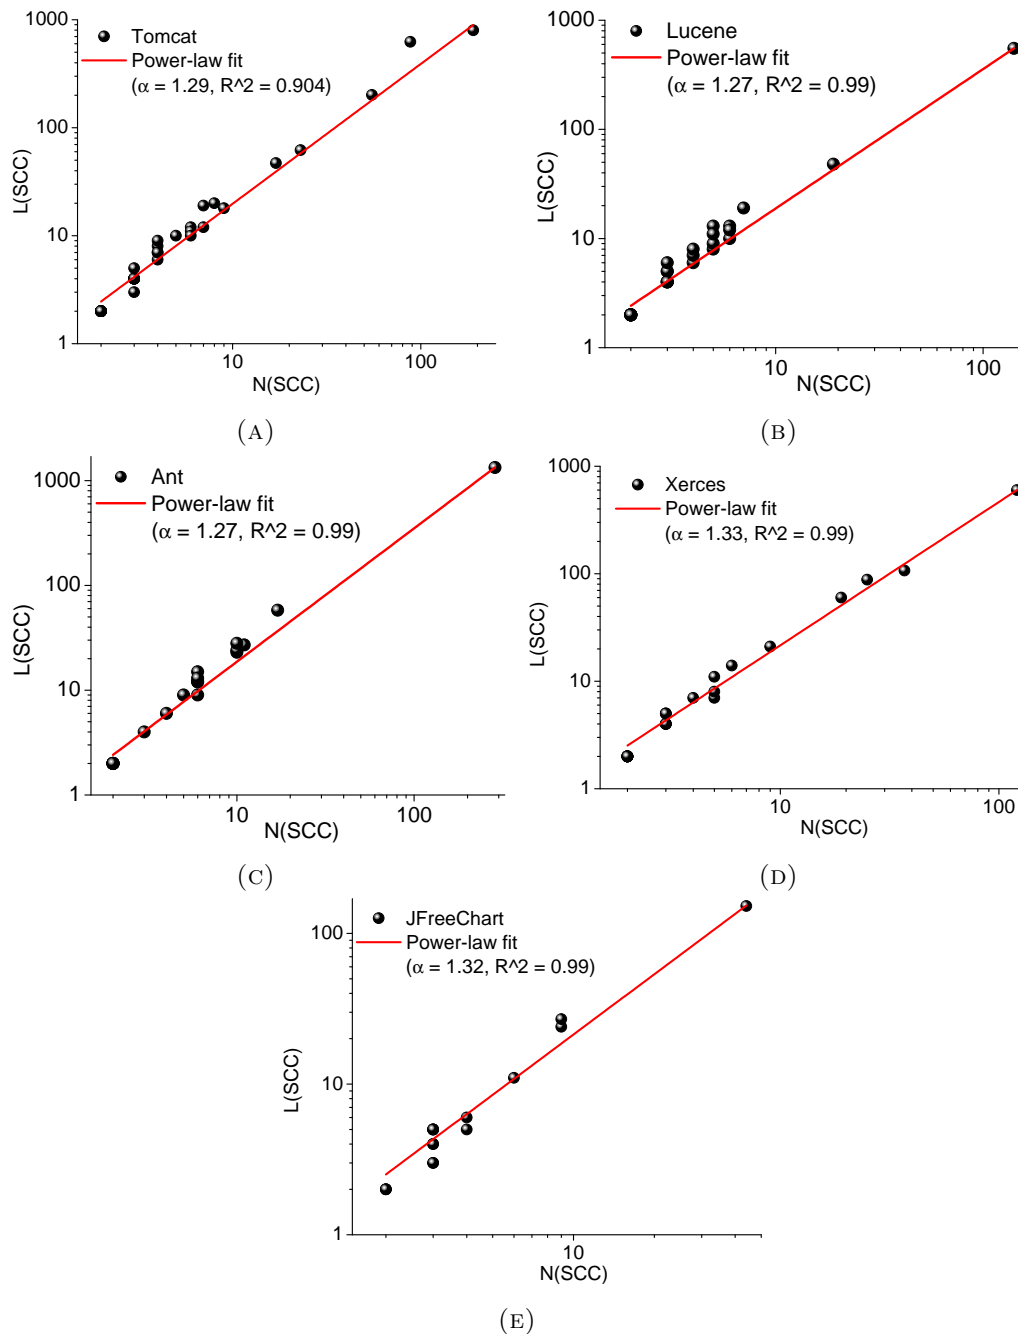 1000
100
10
1
L(SCC)
Tomcat
Power-law fit
(α = 1.29, R^2 = 0.904)
10
100
N(SCC)
(A)
1000
100
10
1
L(SCC)
Lucene
Power-law fit
(α = 1.27, R^2 = 0.99)
10
100
N(SCC)
(B)
1000
100
10
1
L(SCC)
Ant
Power-law fit
(α = 1.27, R^2 = 0.99)
10
100
N(SCC)
(C)
1000
100
10
1
L(SCC)
Xerces
Power-law fit
(α = 1.33, R^2 = 0.99)
10
100
N(SCC)
(D)
100
10
1
L(SCC)
JFreeChart
Power-law fit
(α = 1.32, R^2 = 0.99)
10
N(SCC)
(E)